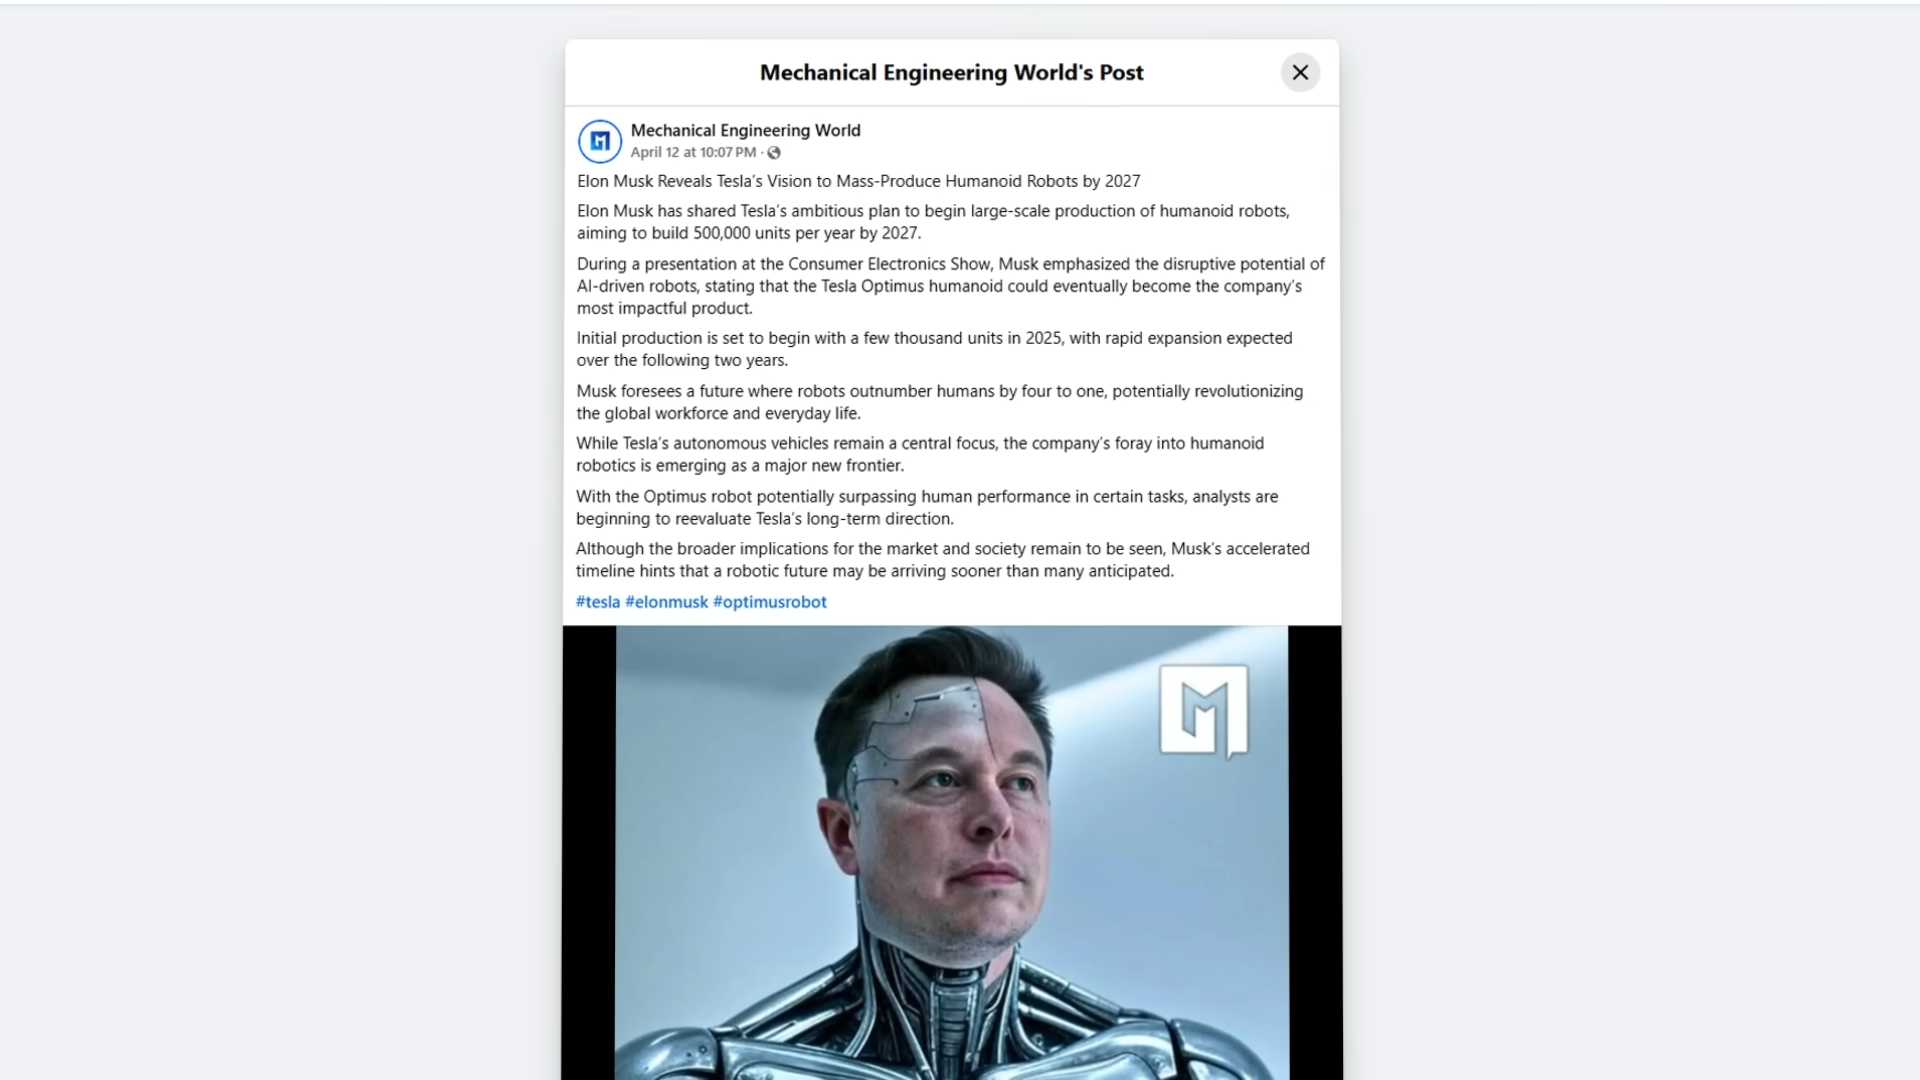 Mechanical Engineering World's Post
Mechanical Engineering World
April 12 at 10:07 PM ·
Elon Musk Reveals Tesla’s Vision to Mass-Produce Humanoid Robots by 2027
Elon Musk has shared Tesla’s ambitious plan to begin large-scale production of humanoid robots,
aiming to build 500,000 units per year by 2027.
During a presentation at the Consumer Electronics Show, Musk emphasized the disruptive potential of
AI-driven robots, stating that the Tesla Optimus humanoid could eventually become the company’s
most impactful product.
Initial production is set to begin with a few thousand units in 2025, with rapid expansion expected
over the following two years.
Musk foresees a future where robots outnumber humans by four to one, potentially revolutionizing
the global workforce and everyday life.
While Tesla’s autonomous vehicles remain a central focus, the company’s foray into humanoid
robotics is emerging as a major new frontier.
With the Optimus robot potentially surpassing human performance in certain tasks, analysts are
beginning to reevaluate Tesla’s long-term direction.
Although the broader implications for the market and society remain to be seen, Musk’s accelerated
timeline hints that a robotic future may be arriving sooner than many anticipated.
#tesla #elonmusk #optimusrobot